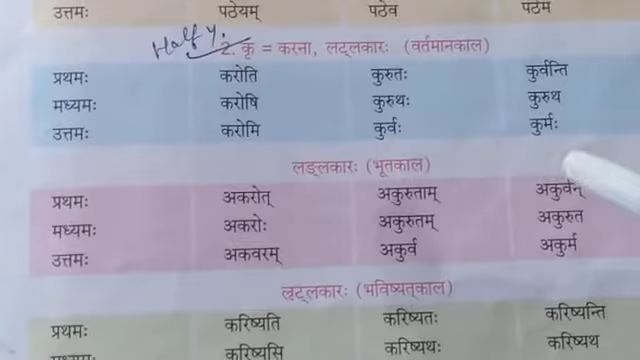 उत्तमः पठेयम् पठेव पठेम
Half y.
2. कृ = करना, लट्लकारः (वर्तमानकाल)
प्रथमः करोति कुरुतः कुर्वन्ति
मध्यमः करोषि कुरुथः कुरुथ
उत्तमः करोमि कुर्वः कुर्मः
लङ्लकारः (भूतकाल)
प्रथमः अकरोत् अकुरुताम् अकुर्वन्
मध्यमः अकरोः अकुरुतम् अकुरुत
उत्तमः अकवरम् अकुर्व अकुर्म
लृट्लकारः (भविष्यत्काल)
प्रथमः करिष्यति करिष्यतः करिष्यन्ति
मध्यमः करिष्यसि करिष्यथः करिष्यथ